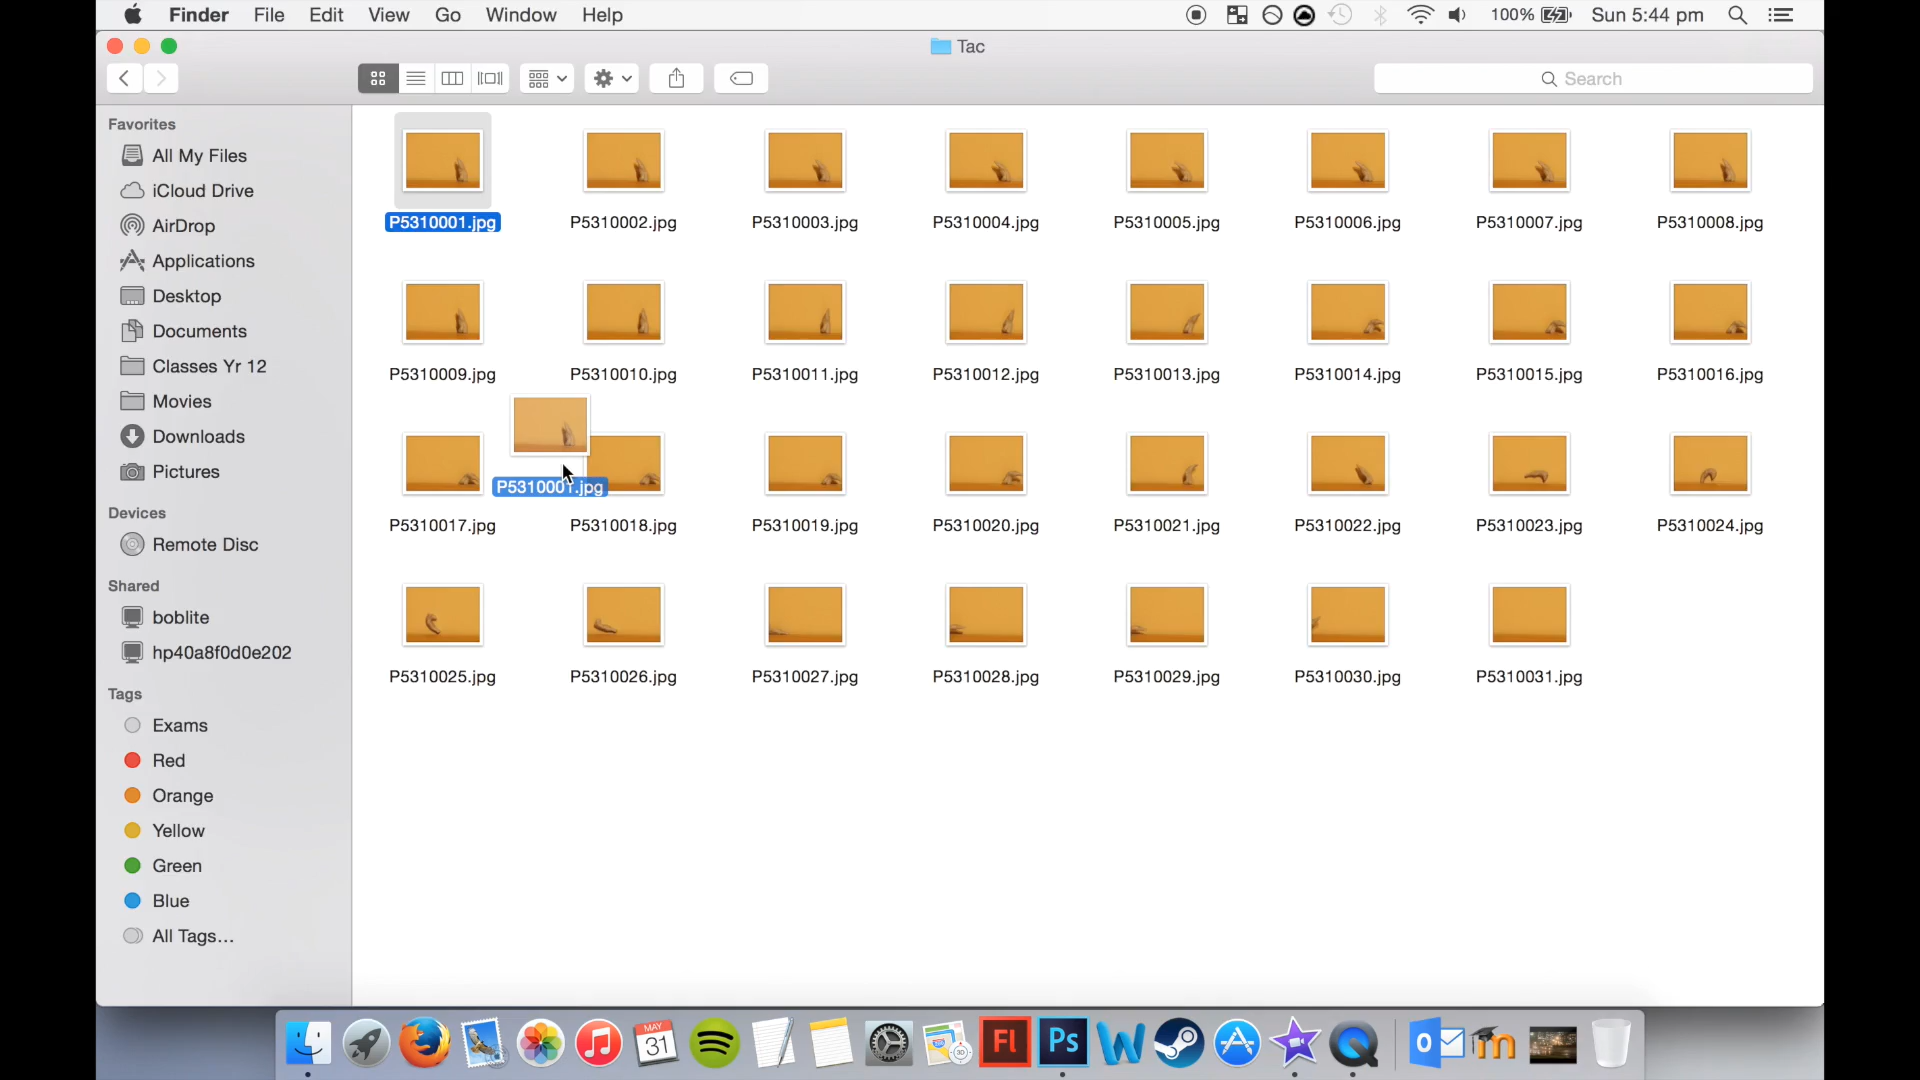 Finder File Edit View Go Window Help 100% Sun 5:44 pm
Tac
Search
Favorites
All My Files
iCloud Drive
AirDrop
Applications
Desktop
Documents
Classes Yr 12
Movies
Downloads
Pictures
Devices
Remote Disc
Shared
boblite
hp40a8f0d0e202
Tags
Exams
Red
Orange
Yellow
Green
Blue
All Tags...
P5310001.jpg P5310002.jpg P5310003.jpg P5310004.jpg P5310005.jpg P5310006.jpg P5310007.jpg P5310008.jpg
P5310009.jpg P5310010.jpg P5310011.jpg P5310012.jpg P5310013.jpg P5310014.jpg P5310015.jpg P5310016.jpg
P5310001.jpg
P5310017.jpg P5310018.jpg P5310019.jpg P5310020.jpg P5310021.jpg P5310022.jpg P5310023.jpg P5310024.jpg
P5310025.jpg P5310026.jpg P5310027.jpg P5310028.jpg P5310029.jpg P5310030.jpg P5310031.jpg
MAY
31 Fl Ps W O m